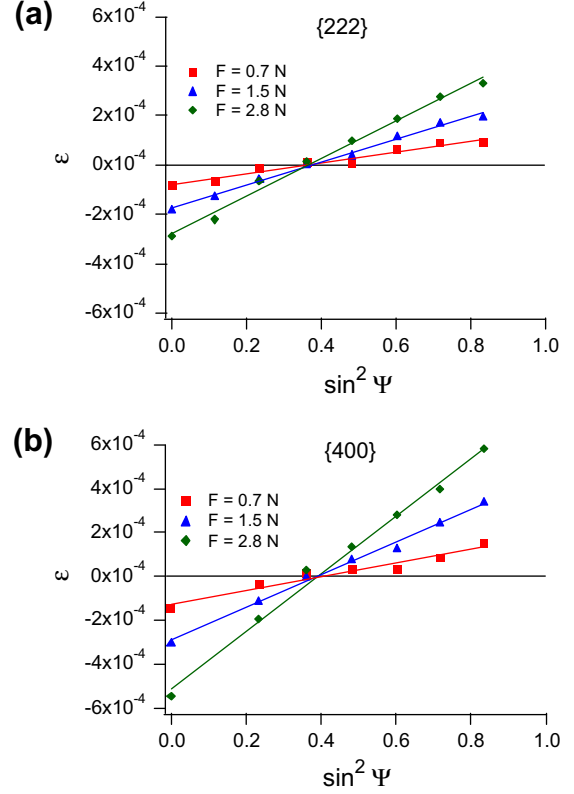 (a)
{222}
6x10⁻⁴
4x10⁻⁴
2x10⁻⁴
0x10⁻⁴
-2x10⁻⁴
-4x10⁻⁴
-6x10⁻⁴
ε
F = 0.7 N
F = 1.5 N
F = 2.8 N
0.0 0.2 0.4 0.6 0.8 1.0
sin² Ψ
(b)
{400}
6x10⁻⁴
4x10⁻⁴
2x10⁻⁴
0x10⁻⁴
-2x10⁻⁴
-4x10⁻⁴
-6x10⁻⁴
ε
F = 0.7 N
F = 1.5 N
F = 2.8 N
0.0 0.2 0.4 0.6 0.8 1.0
sin² Ψ